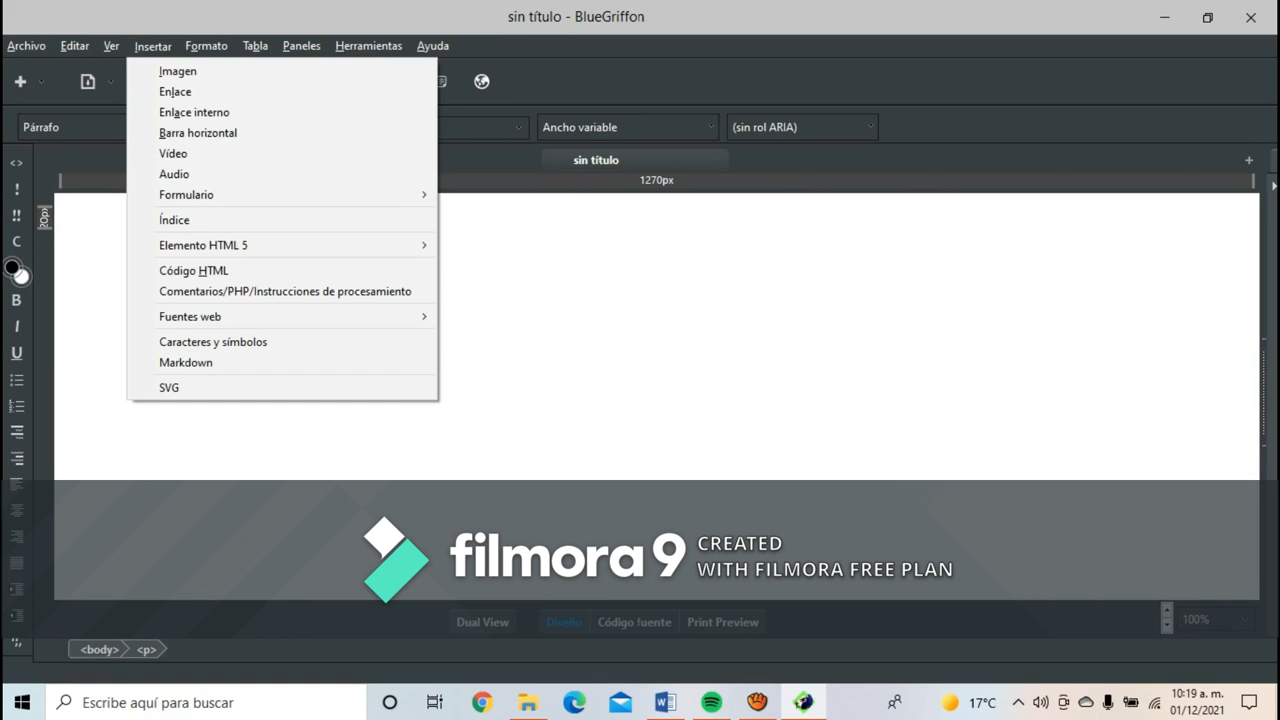 sin título - BlueGriffon
Archivo Editar Ver Insertar Formato Tabla Paneles Herramientas Ayuda
Imagen
Enlace
Enlace interno
Párrafo
Barra horizontal
Ancho variable
(sin rol ARIA)
Vídeo
sin título
Audio
1270px
Formulario
20px
Índice
Elemento HTML 5
Código HTML
Comentarios/PHP/Instrucciones de procesamiento
Fuentes web
Caracteres y símbolos
Markdown
SVG
<>
!
!!
C
B
I
U
filmora 9
CREATED
WITH FILMORA FREE PLAN
Dual View Diseño Código fuente Print Preview
100%
<body> <p>
Escribe aquí para buscar
17°C
10:19 a. m.
01/12/2021